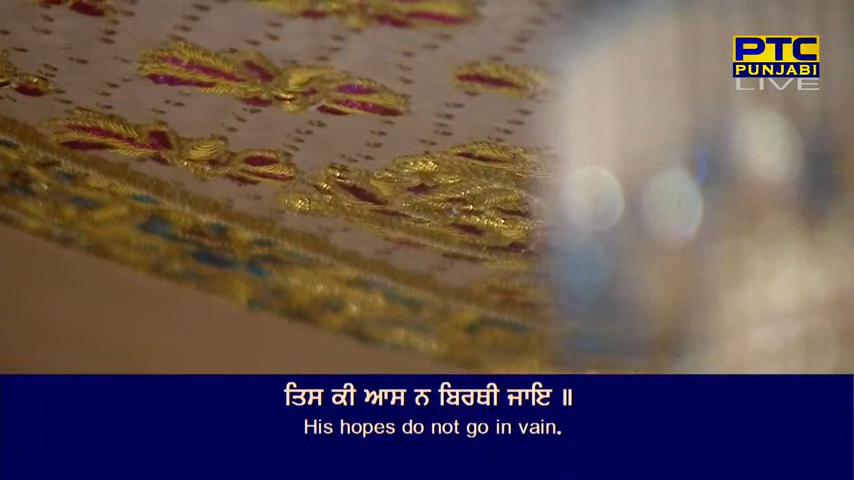 PTC
PUNJABI
LIVE
ਤਿਸ ਕੀ ਆਸ ਨ ਬਿਰਥੀ ਜਾਇ ॥
His hopes do not go in vain.